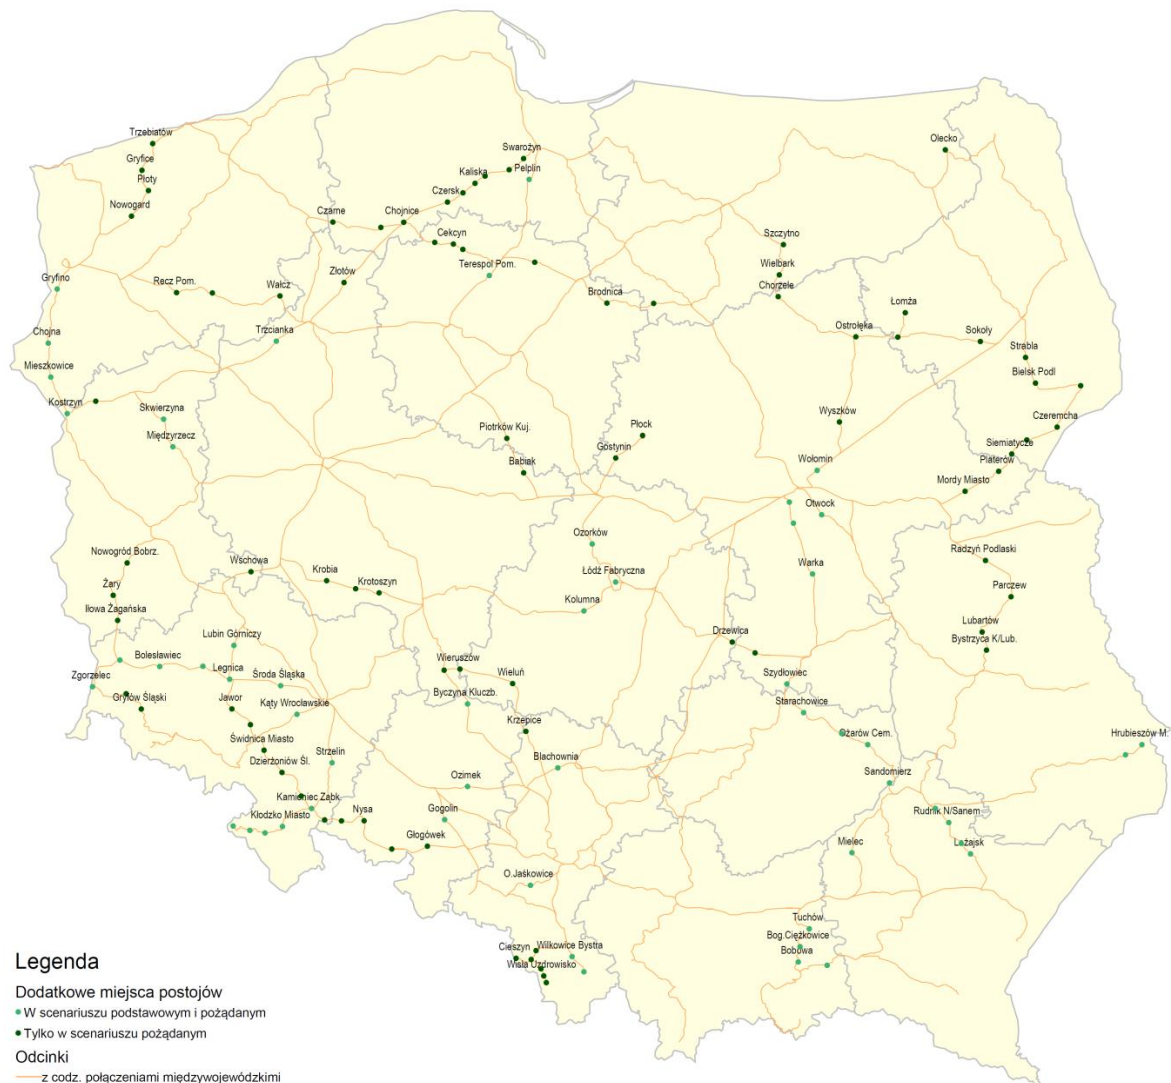 Trzebiatów
Gryfice
Płoty
Nowogard
Swarożyn
Kaliska
Pelplin
Czersk
Czarne
Chojnice
Olecko
Cekcyn
Szczytno
Terespol Pom.
Wielbark
Gryfino
Recz Pom.
Wałcz
Złotów
Chorzele
Brodnica
Łomża
Chojna
Trzcianka
Ostrołęka
Sokoły
Strabla
Mieszkowice
Bielsk Podl
Kostrzyn
Skwierzyna
Wyszków
Czeremcha
Międzyrzecz
Piotrków Kuj.
Płock
Gostynin
Siemiatycze
Babiak
Wołomin
Platerów
Mordy Miasto
Otwock
Ozorków
Radzyń Podlaski
Nowogród Bobrz.
Wschowa
Krobia
Łódź Fabryczna
Warka
Żary
Krotoszyn
Parczew
Iłowa Żagańska
Kolumna
Lubartów
Drzewica
Bystrzyca K/Lub.
Lubin Górniczy
Bolesławiec
Legnica
Wieruszów
Wieluń
Zgorzelec
Środa Śląska
Szydłowiec
Gryfów Śląski
Jawor
Kąty Wrocławskie
Byczyna Kluczb.
Starachowice
Krzepice
Świdnica Miasto
Ożarów Cem.
Hrubieszów M.
Strzelin
Blachownia
Dzierżoniów Śl.
Ozimek
Sandomierz
Kamieniec Ząbk.
Kłodzko Miasto
Nysa
Gogolin
Rudnik N/Sanem
Głogówek
Mielec
Leżajsk
O.Jaśkowice
Tuchów
Bog.Ciężkowice
Cieszyn
Wilkowice Bystra
Bobowa
Wisła Uzdrowisko
Legenda
Dodatkowe miejsca postojów
W scenariuszu podstawowym i pożądanym
Tylko w scenariuszu pożądanym
Odcinki
z codz. połączeniami międzywojewódzkimi